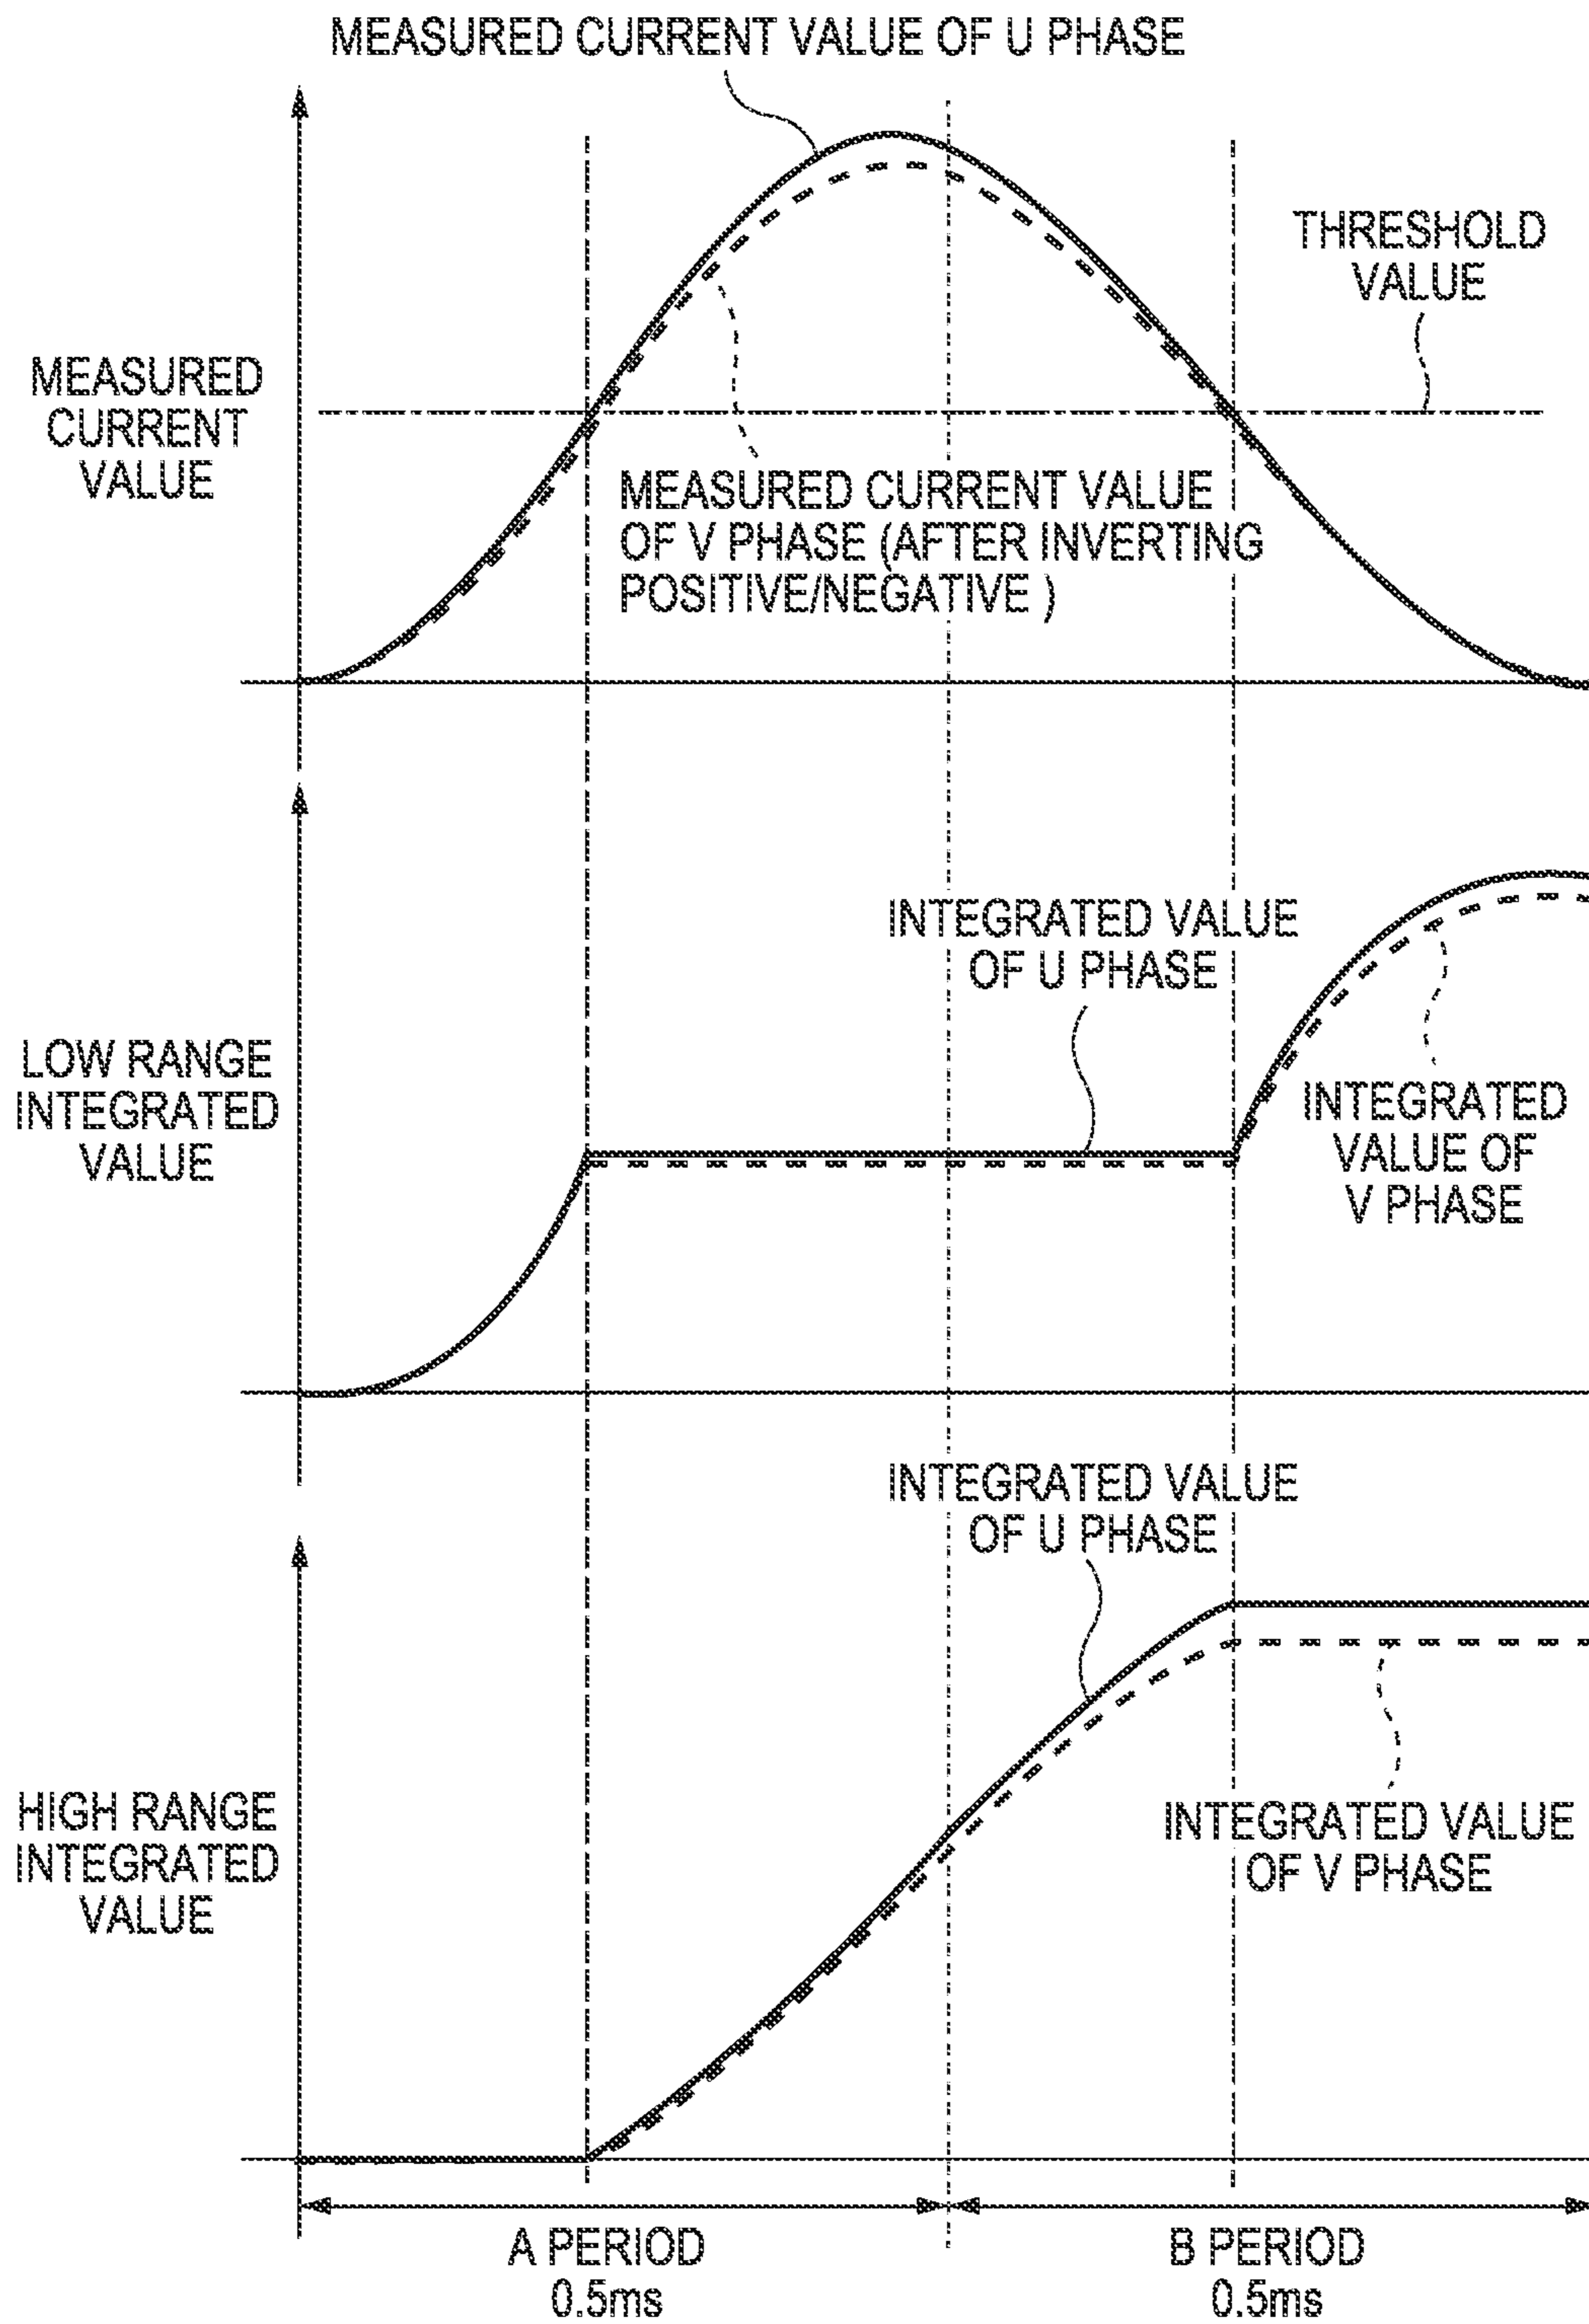 MEASURED CURRENT VALUE OF U PHASE
THRESHOLD
VALUE
MEASURED
CURRENT
VALUE
MEASURED CURRENT VALUE
OF V PHASE (AFTER INVERTING
POSITIVE/NEGATIVE )
INTEGRATED VALUE
OF U PHASE
LOW RANGE
INTEGRATED
VALUE
INTEGRATED
VALUE OF
V PHASE
INTEGRATED VALUE
OF U PHASE
HIGH RANGE
INTEGRATED
VALUE
INTEGRATED VALUE
OF V PHASE
A PERIOD
0.5ms
B PERIOD
0.5ms